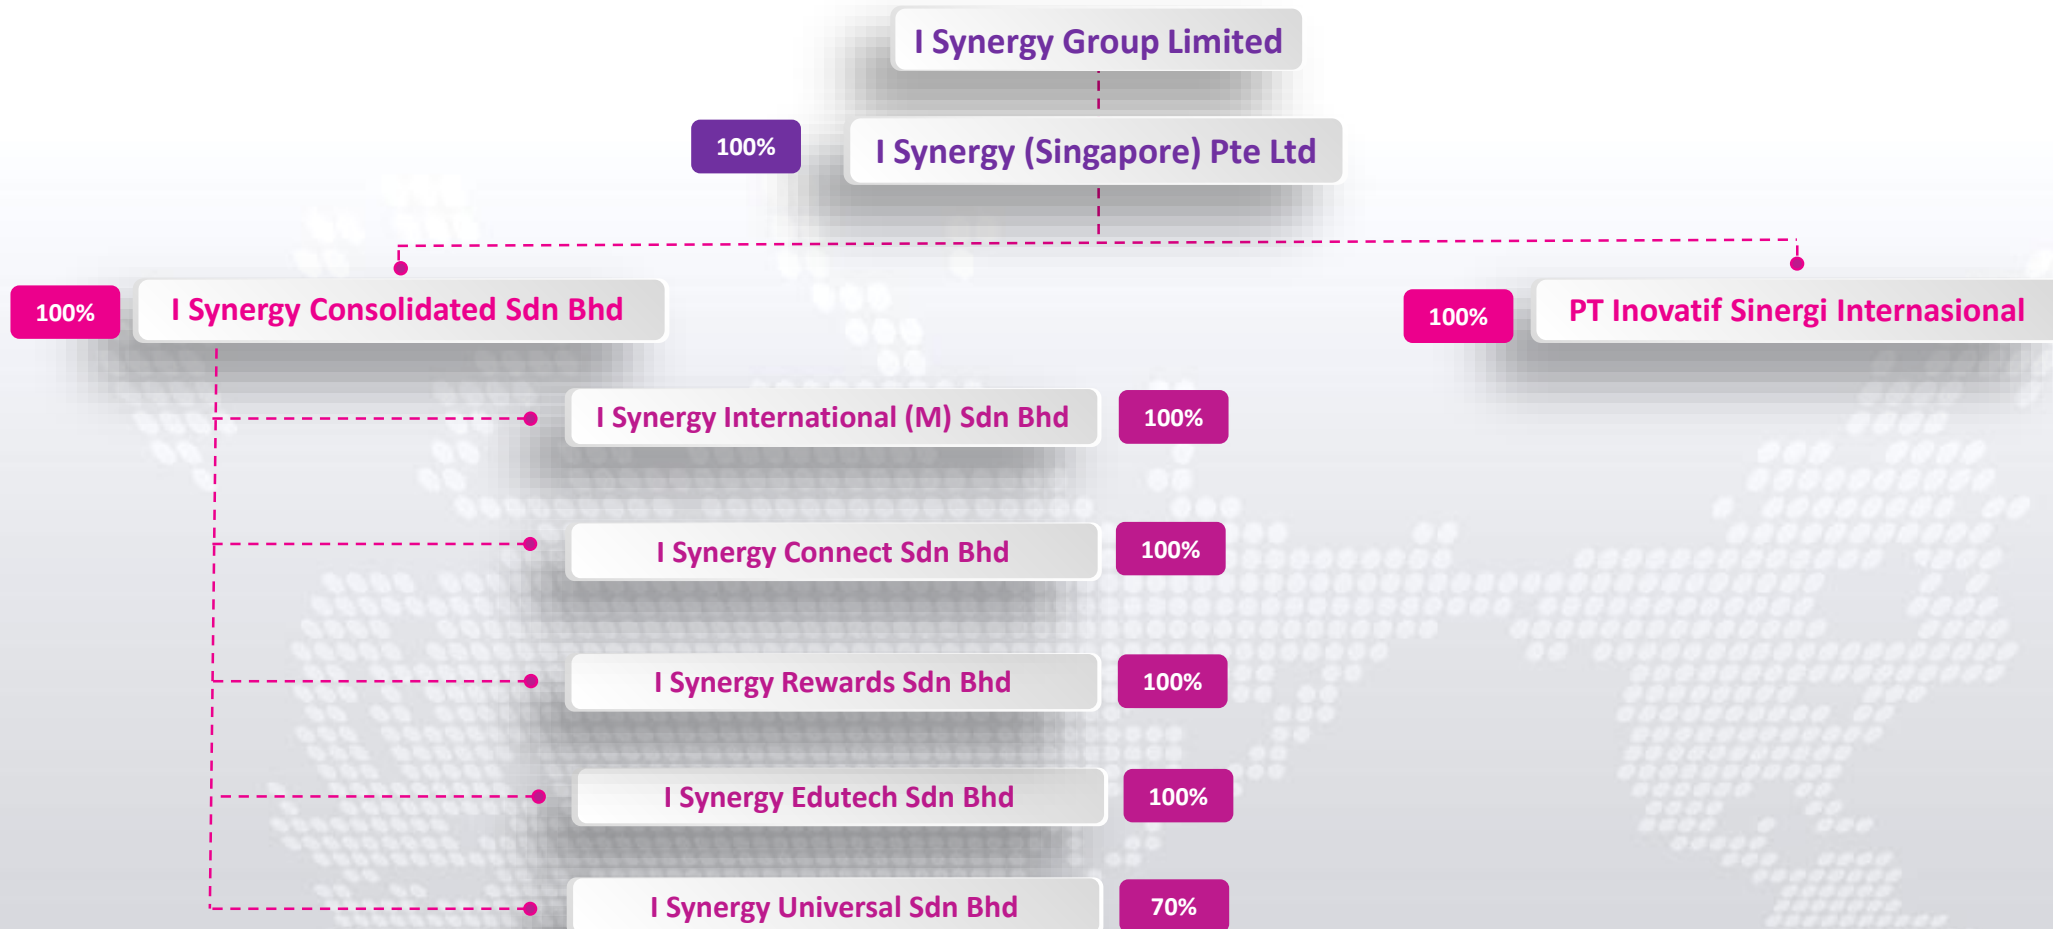 I Synergy Group Limited
100%
I Synergy (Singapore) Pte Ltd
100%
I Synergy Consolidated Sdn Bhd
100%
PT Inovatif Sinergi Internasional
I Synergy International (M) Sdn Bhd
100%
I Synergy Connect Sdn Bhd
100%
I Synergy Rewards Sdn Bhd
100%
I Synergy Edutech Sdn Bhd
100%
I Synergy Universal Sdn Bhd
70%